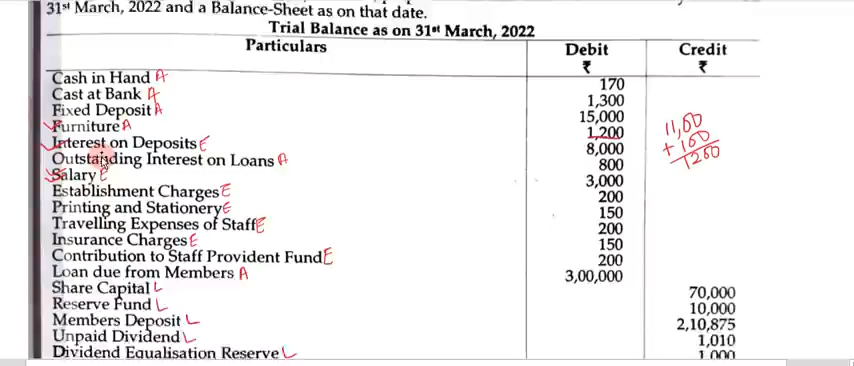 31st March, 2022 and a Balance-Sheet as on that date.
Trial Balance as on 31st March, 2022
Particulars Debit Credit
₹ ₹
Cash in Hand A 170
Cast at Bank A 1,300
Fixed Deposit A 15,000
Furniture A 1,200
Interest on Deposits E 8,000
Outstanding Interest on Loans A 800
Salary E 3,000
Establishment Charges E 200
Printing and Stationery E 150
Travelling Expenses of Staff E 200
Insurance Charges E 150
Contribution to Staff Provident Fund E 200
Loan due from Members A 3,00,000
Share Capital L 70,000
Reserve Fund L 10,000
Members Deposit L 2,10,875
Unpaid Dividend L 1,010
Dividend Equalisation Reserve L 1,000